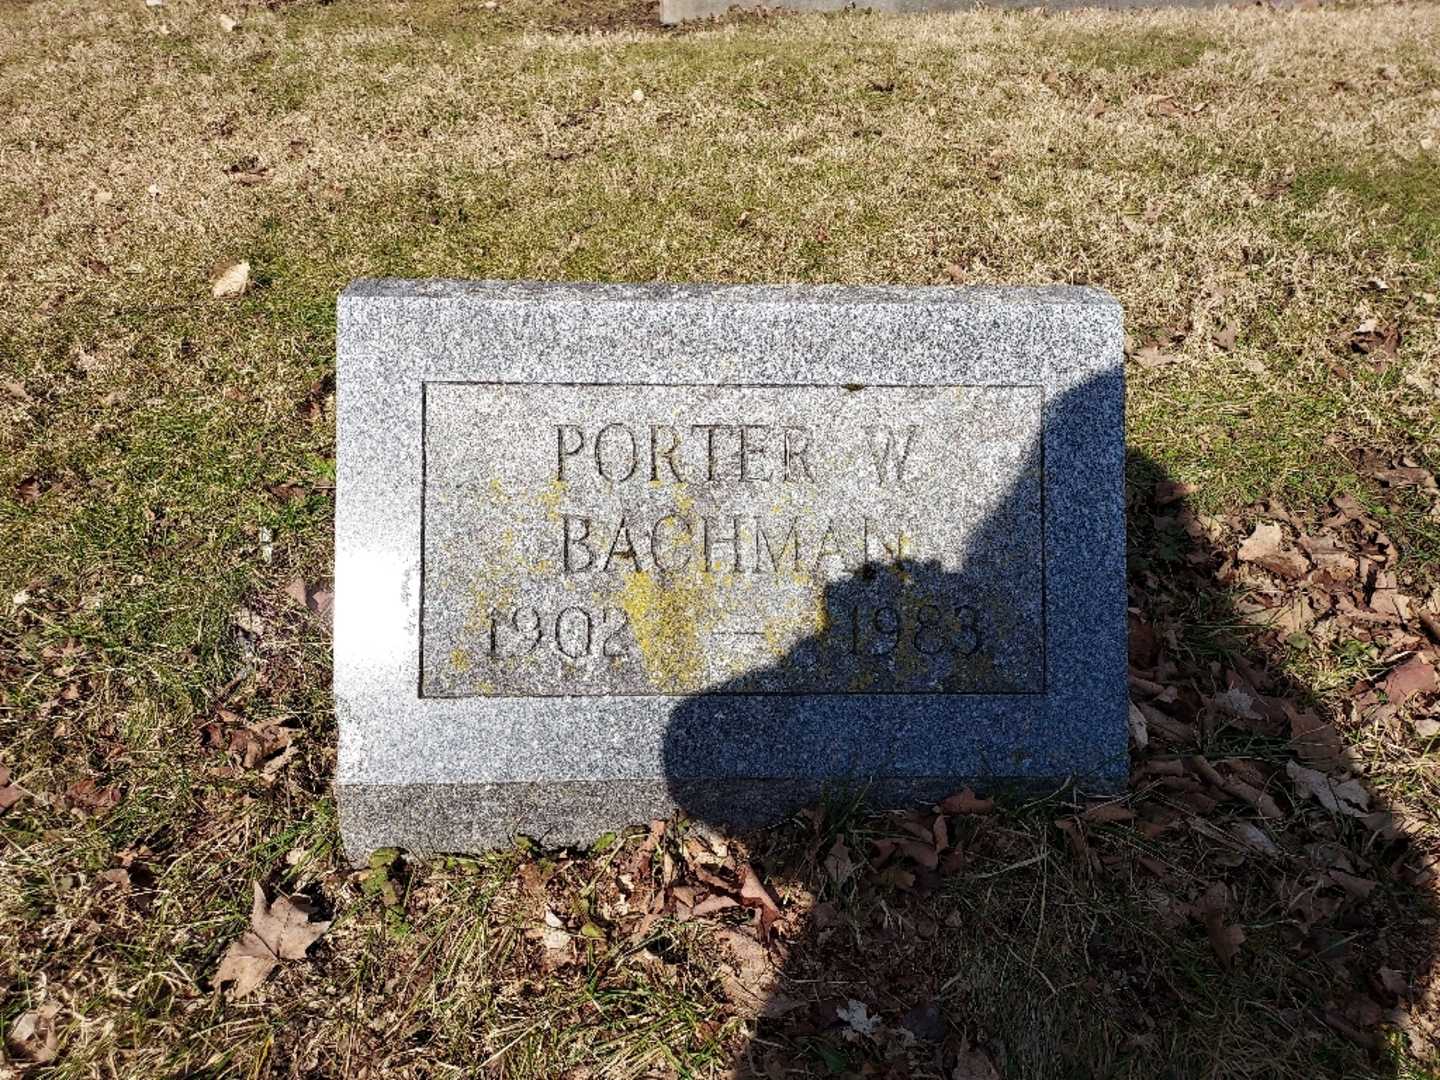 PORTER W
BACHMAN
1902 — 1983